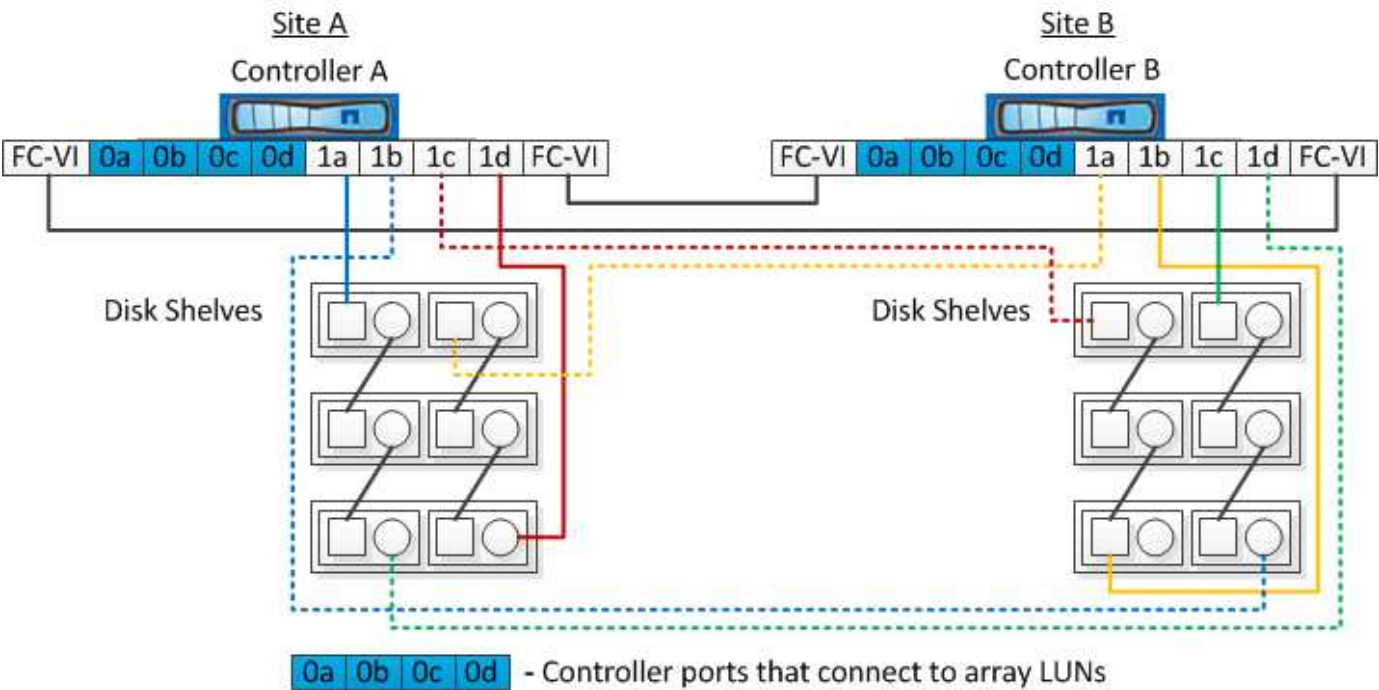 Site A
Site B
Controller A
Controller B
FC-VI 0a 0b 0c 0d 1a 1b 1c 1d FC-VI
FC-VI 0a 0b 0c 0d 1a 1b 1c 1d FC-VI
Disk Shelves
Disk Shelves
0a 0b 0c 0d - Controller ports that connect to array LUNs